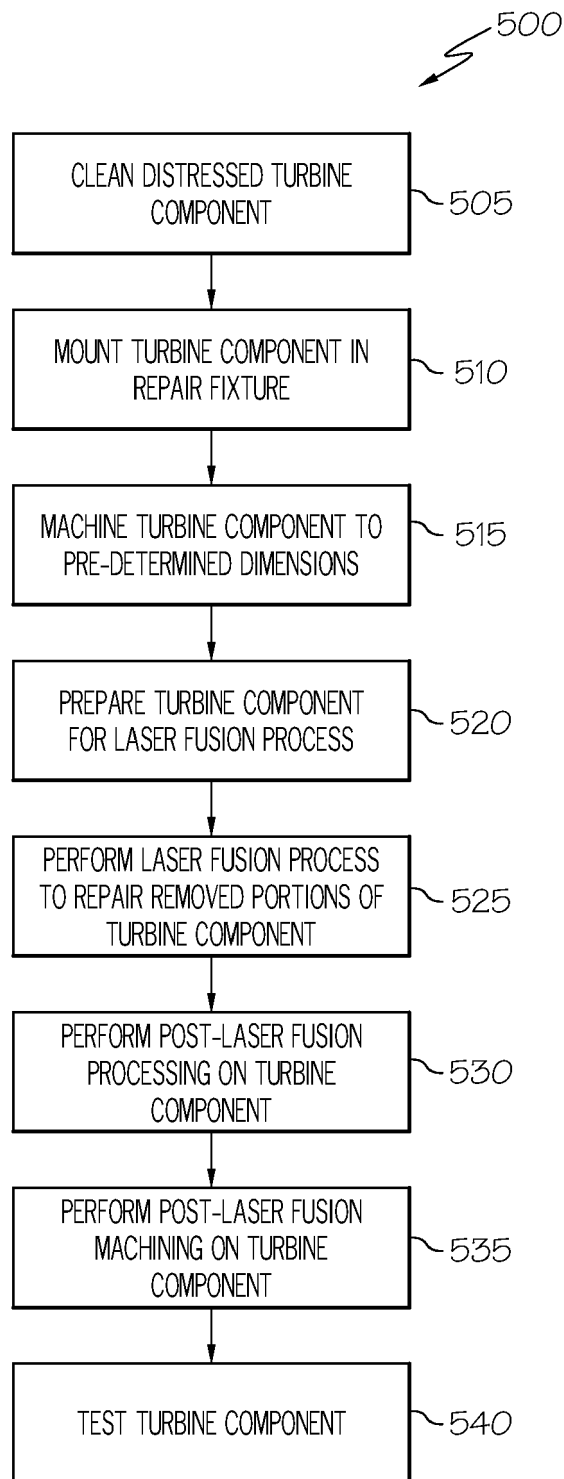 500
CLEAN DISTRESSED TURBINE
COMPONENT
505
MOUNT TURBINE COMPONENT IN
REPAIR FIXTURE
510
MACHINE TURBINE COMPONENT TO
PRE-DETERMINED DIMENSIONS
515
PREPARE TURBINE COMPONENT
FOR LASER FUSION PROCESS
520
PERFORM LASER FUSION PROCESS
TO REPAIR REMOVED PORTIONS OF
TURBINE COMPONENT
525
PERFORM POST-LASER FUSION
PROCESSING ON TURBINE
COMPONENT
530
PERFORM POST-LASER FUSION
MACHINING ON TURBINE
COMPONENT
535
TEST TURBINE COMPONENT
540